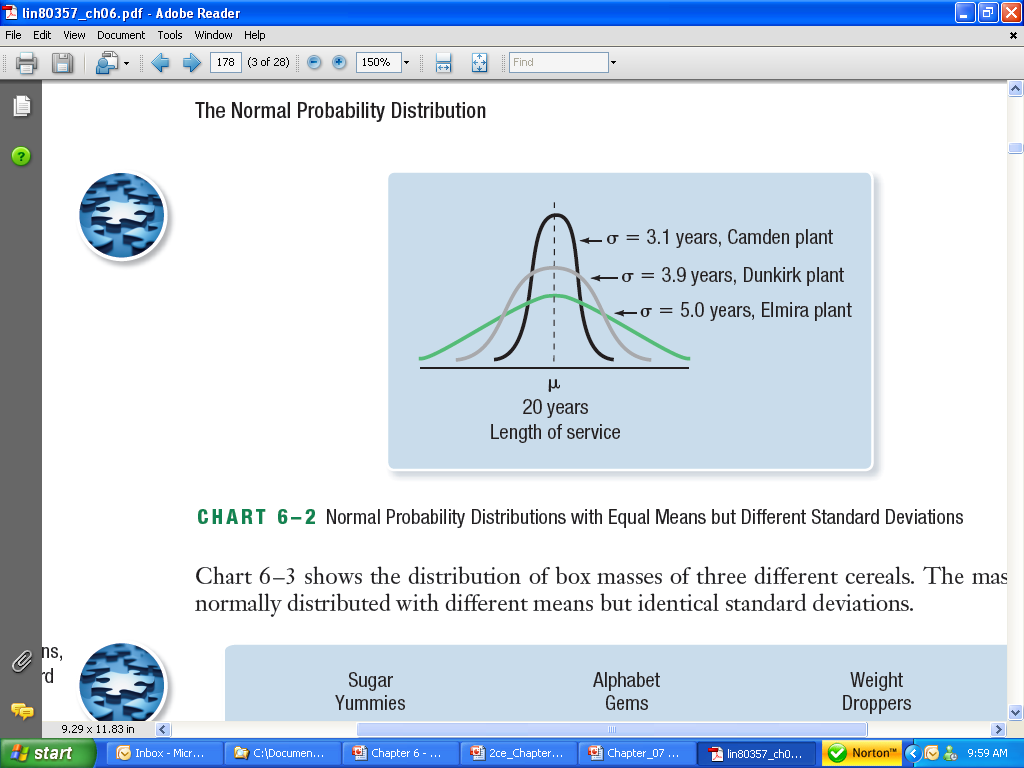 lin80357_ch06.pdf - Adobe Reader
File Edit View Document Tools Window Help
178 (3 of 28) 150% Find
The Normal Probability Distribution
σ = 3.1 years, Camden plant
σ = 3.9 years, Dunkirk plant
σ = 5.0 years, Elmira plant
μ
20 years
Length of service
CHART 6–2 Normal Probability Distributions with Equal Means but Different Standard Deviations
Chart 6–3 shows the distribution of box masses of three different cereals. The mas
normally distributed with different means but identical standard deviations.
ns,
rd
Sugar
Yummies
Alphabet
Gems
Weight
Droppers
9.29 x 11.83 in
start Inbox - Micr... C:\Documen... Chapter 6 - ... 2ce_Chapter... Chapter_07 ... lin80357_ch0... Norton™ 9:59 AM